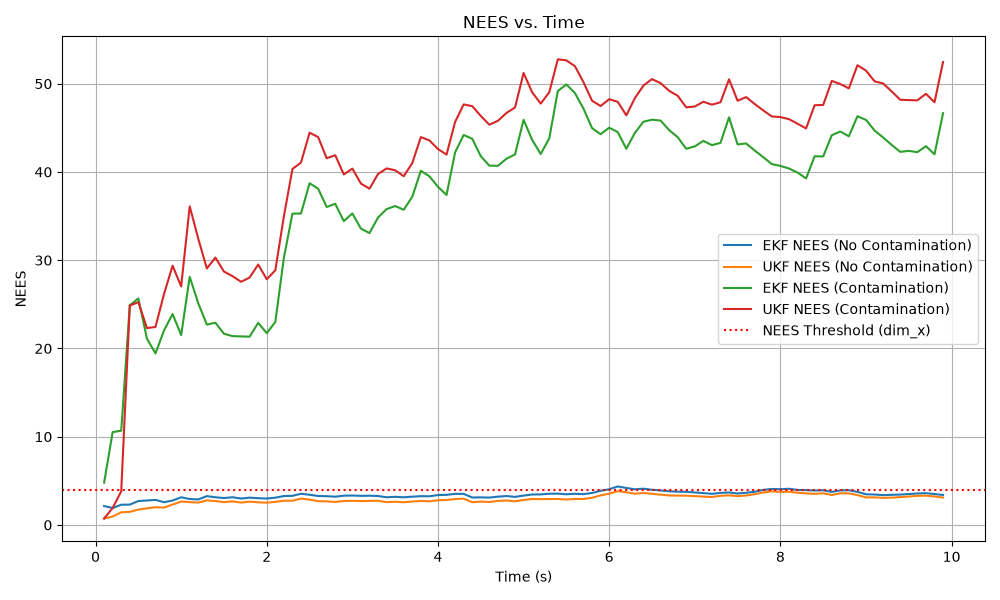 NEES vs. Time
NEES
50
40
30
20
10
0
EKF NEES (No Contamination)
UKF NEES (No Contamination)
EKF NEES (Contamination)
UKF NEES (Contamination)
NEES Threshold (dim_x)
0 2 4 6 8 10
Time (s)